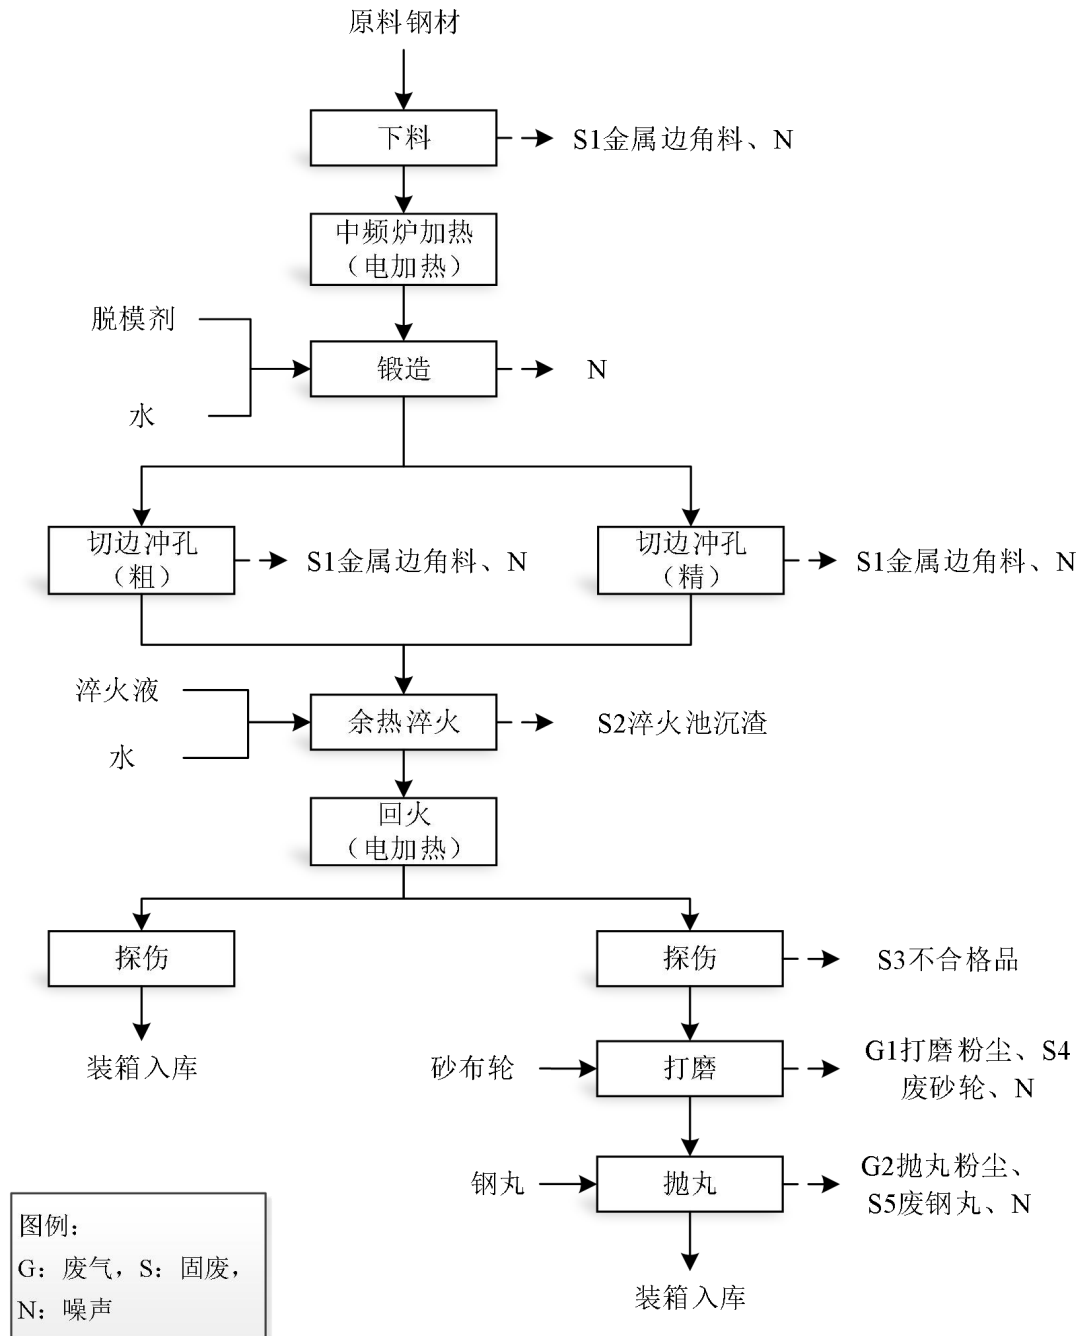 原料钢材
下料
S1金属边角料、N
中频炉加热
（电加热）
脱模剂
锻造
N
水
切边冲孔
（粗）
S1金属边角料、N
切边冲孔
（精）
S1金属边角料、N
淬火液
余热淬火
S2淬火池沉渣
水
回火
（电加热）
探伤
探伤
S3不合格品
装箱入库
砂布轮
打磨
G1打磨粉尘、S4
废砂轮、N
钢丸
抛丸
G2抛丸粉尘、
S5废钢丸、N
装箱入库
图例：
G：废气，S：固废，
N：噪声